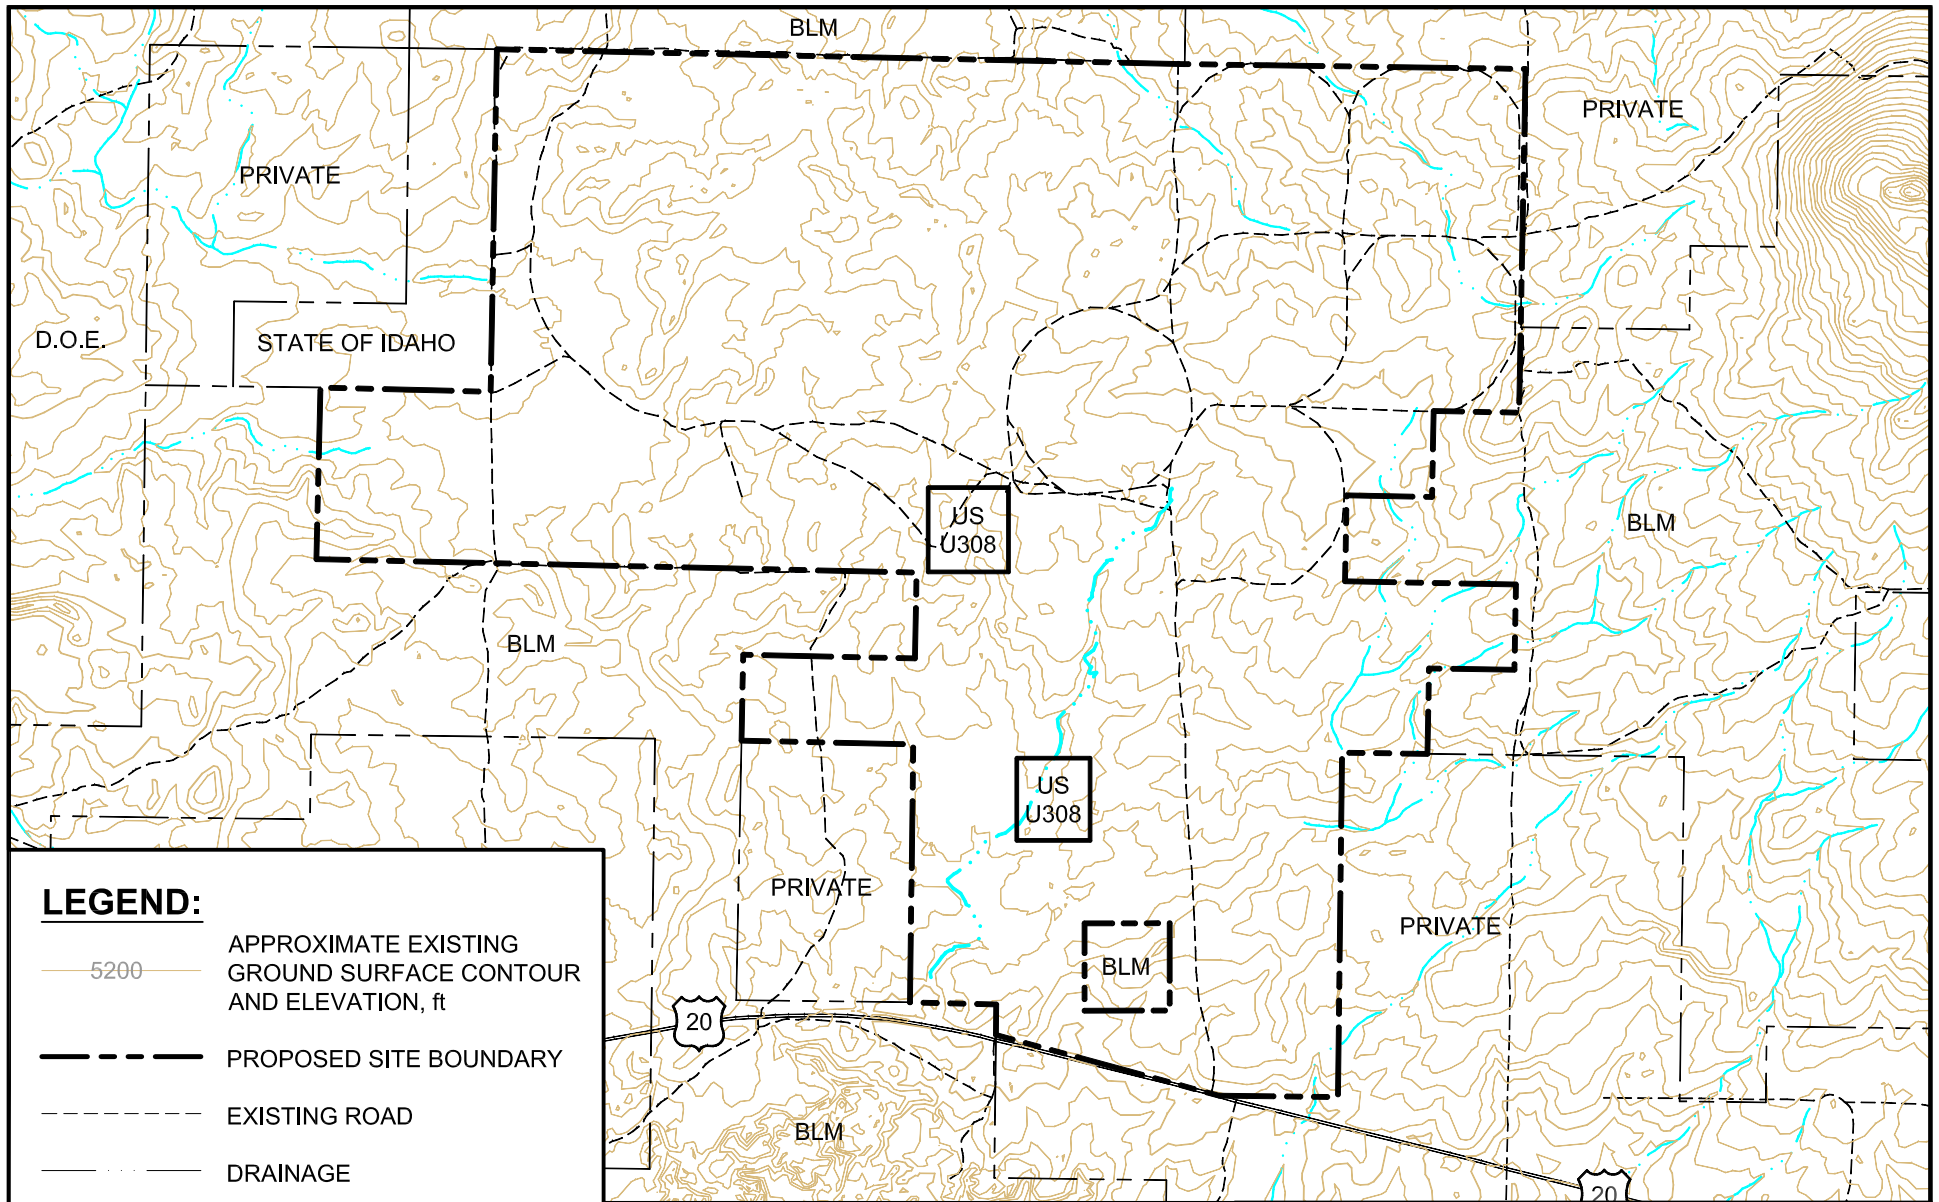 BLM
PRIVATE
PRIVATE
D.O.E.
STATE OF IDAHO
US
U308
BLM
BLM
US
U308
PRIVATE
PRIVATE
BLM
20
BLM
20
LEGEND:
5200
APPROXIMATE EXISTING
GROUND SURFACE CONTOUR
AND ELEVATION, ft
PROPOSED SITE BOUNDARY
EXISTING ROAD
DRAINAGE